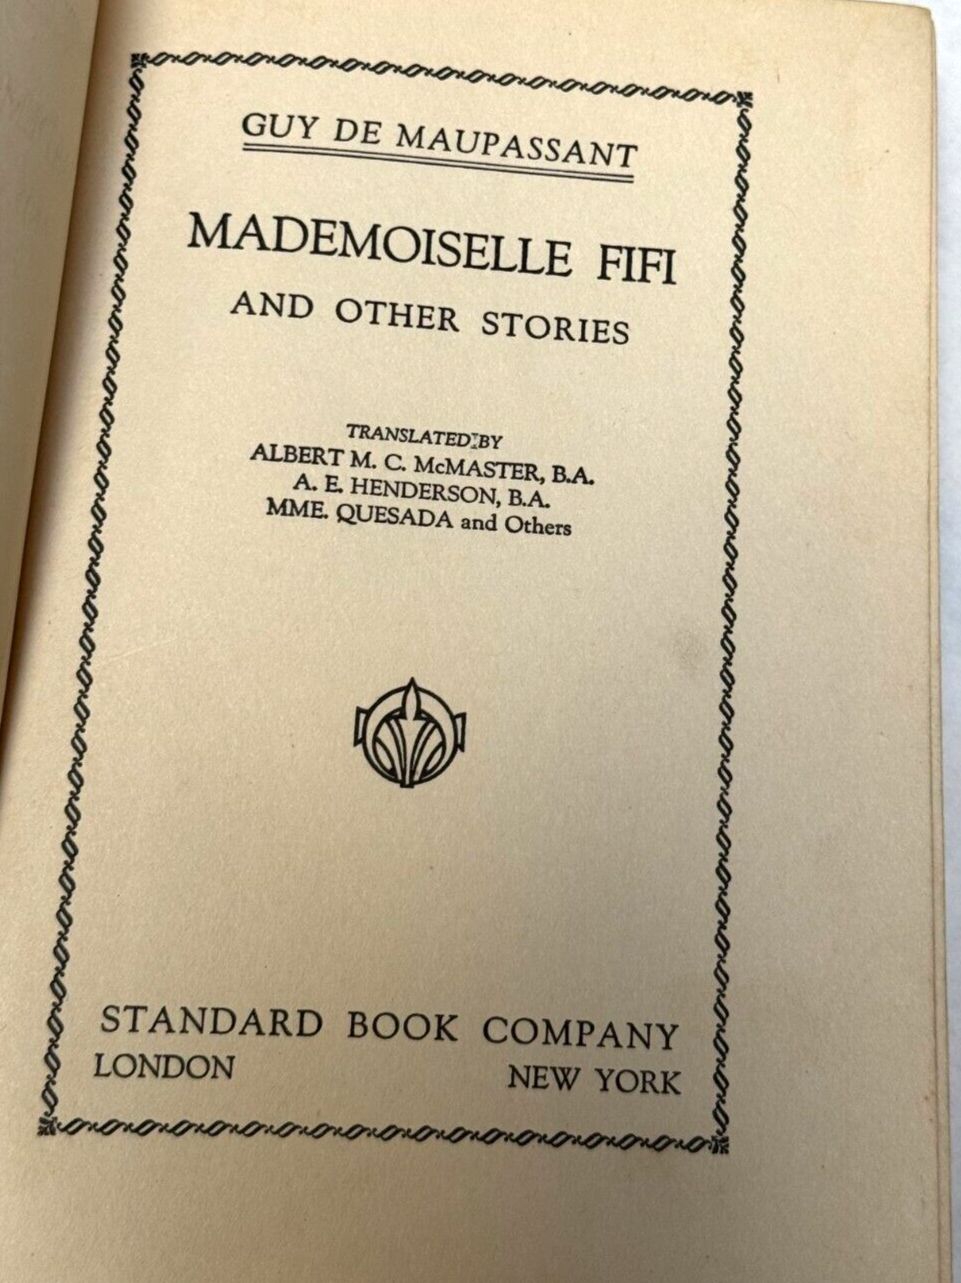 GUY DE MAUPASSANT
MADEMOISELLE FIFI
AND OTHER STORIES
TRANSLATED BY
ALBERT M. C. McMASTER, B.A.
A. E. HENDERSON, B.A.
MME. QUESADA and Others
STANDARD BOOK COMPANY
LONDON NEW YORK